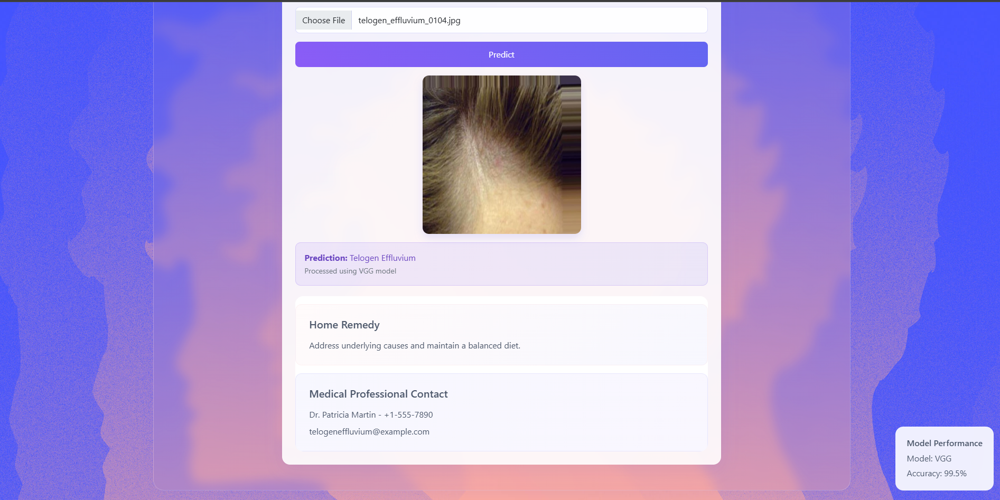 Choose File telogen_effluvium_0104.jpg
Predict
Prediction: Telogen Effluvium
Processed using VGG model
Home Remedy
Address underlying causes and maintain a balanced diet.
Medical Professional Contact
Dr. Patricia Martin - +1-555-7890
telogeneffluvium@example.com
Model Performance
Model: VGG
Accuracy: 99.5%